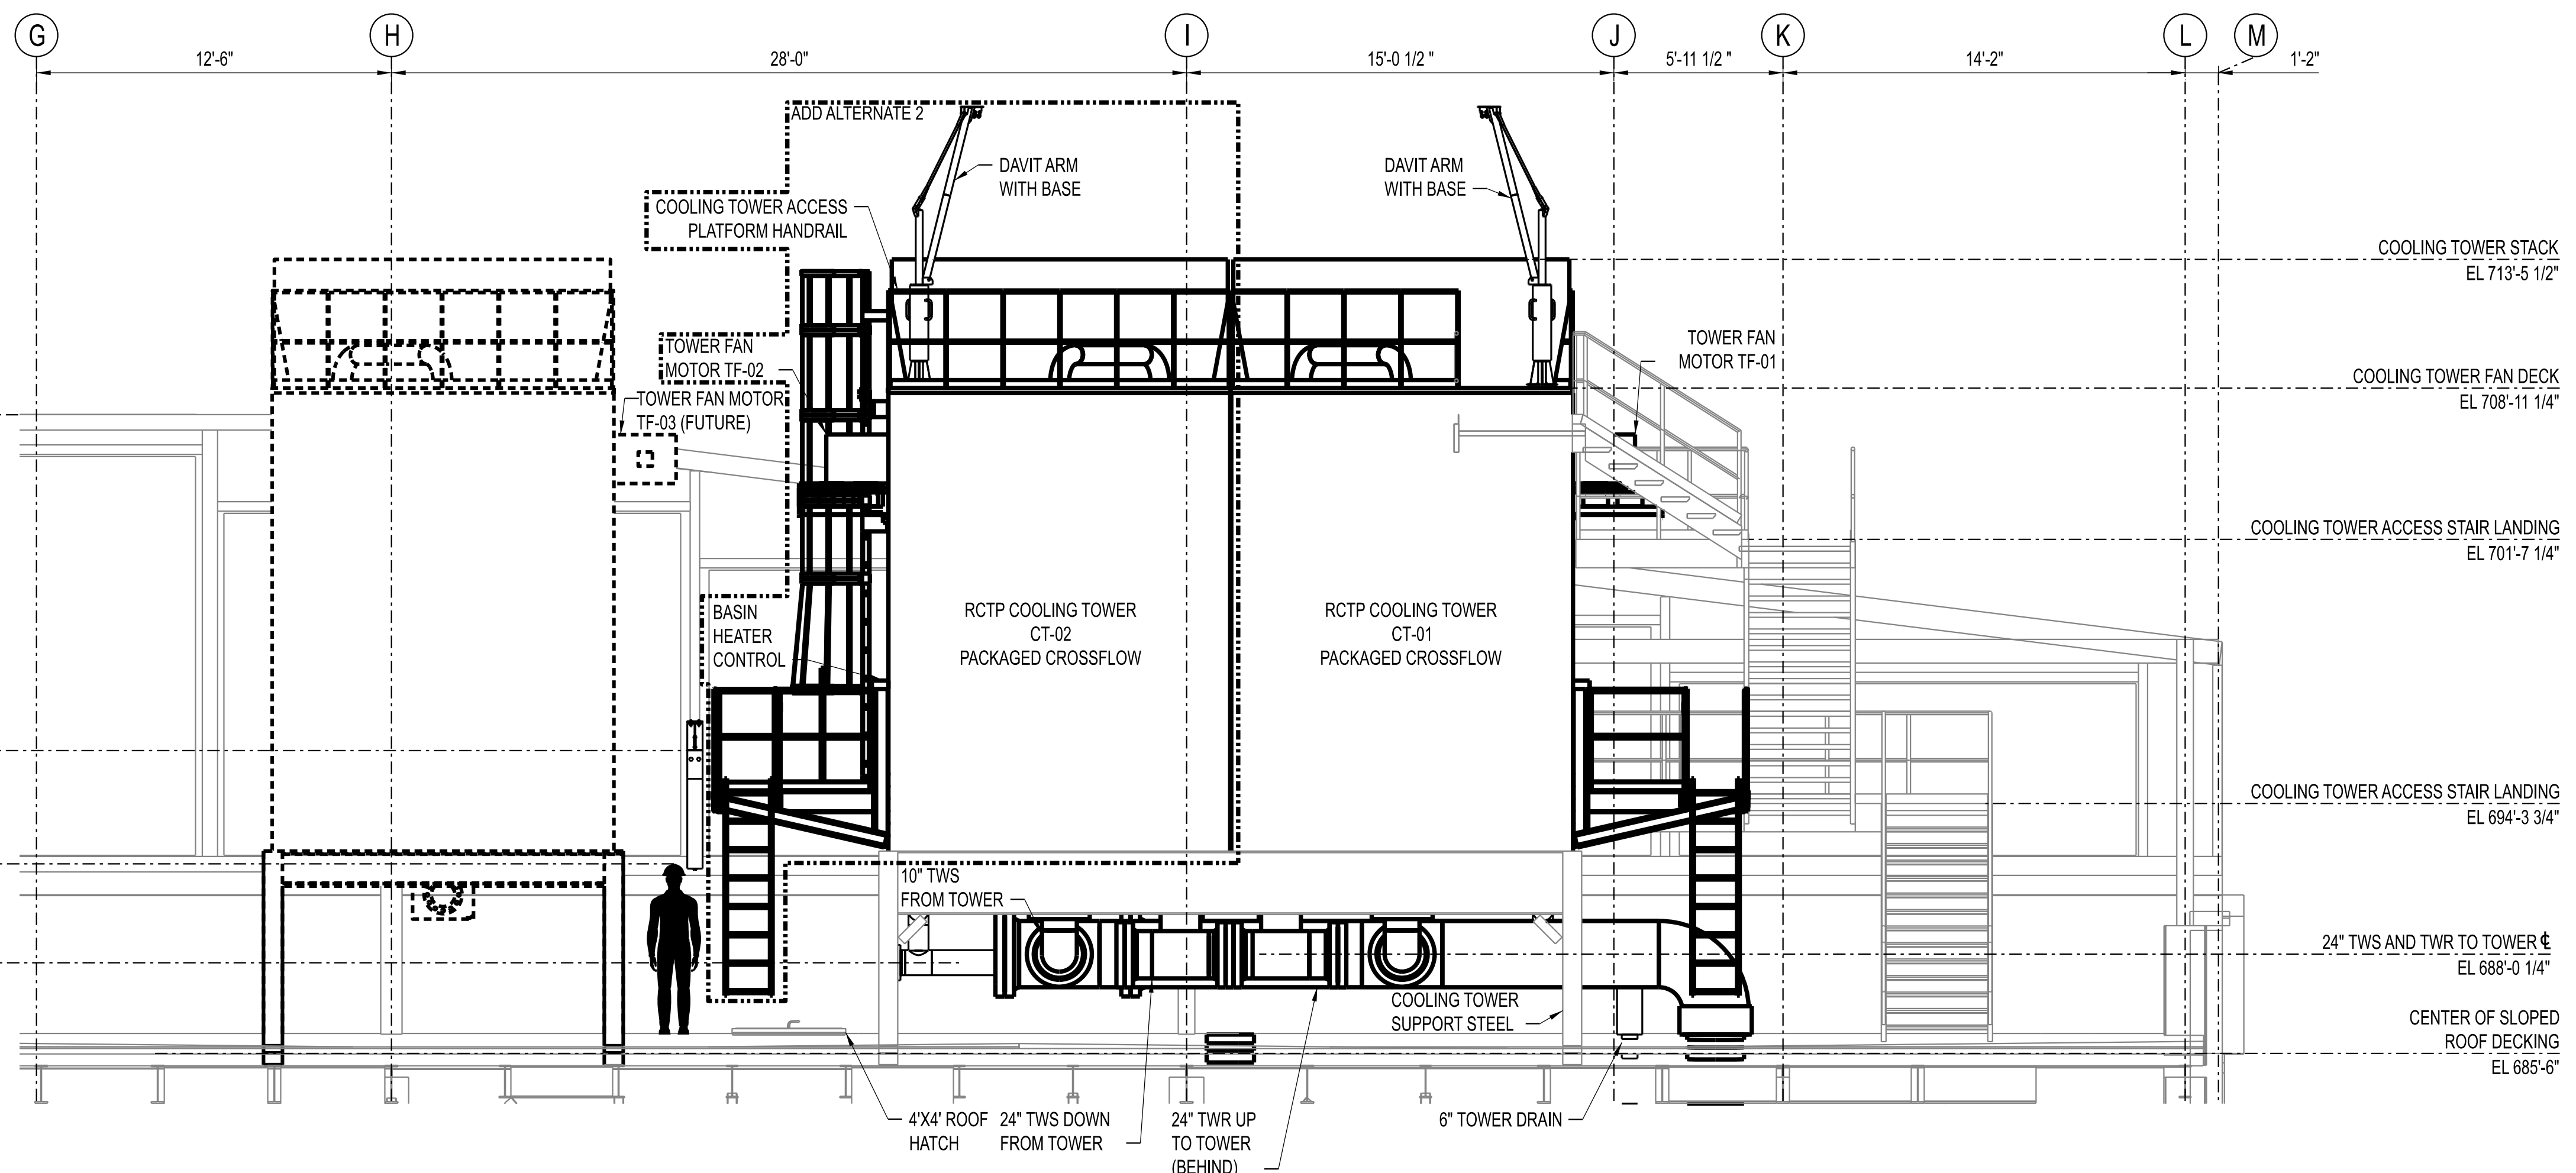 G
H
I
J
K
L
M
12'-6"
28'-0"
15'-0 1/2 "
5'-11 1/2 "
14'-2"
1'-2"
ADD ALTERNATE 2
DAVIT ARM
WITH BASE
DAVIT ARM
WITH BASE
COOLING TOWER ACCESS
PLATFORM HANDRAIL
COOLING TOWER STACK
EL 713'-5 1/2"
TOWER FAN
MOTOR TF-02
TOWER FAN
MOTOR TF-01
TOWER FAN MOTOR
TF-03 (FUTURE)
COOLING TOWER FAN DECK
EL 708'-11 1/4"
COOLING TOWER ACCESS STAIR LANDING
EL 701'-7 1/4"
BASIN
HEATER
CONTROL
RCTP COOLING TOWER
CT-02
PACKAGED CROSSFLOW
RCTP COOLING TOWER
CT-01
PACKAGED CROSSFLOW
COOLING TOWER ACCESS STAIR LANDING
EL 694'-3 3/4"
10" TWS
FROM TOWER
24" TWS AND TWR TO TOWER ℄
EL 688'-0 1/4"
COOLING TOWER
SUPPORT STEEL
CENTER OF SLOPED
ROOF DECKING
EL 685'-6"
4'X4' ROOF
HATCH
24" TWS DOWN
FROM TOWER
24" TWR UP
TO TOWER
(BEHIND)
6" TOWER DRAIN